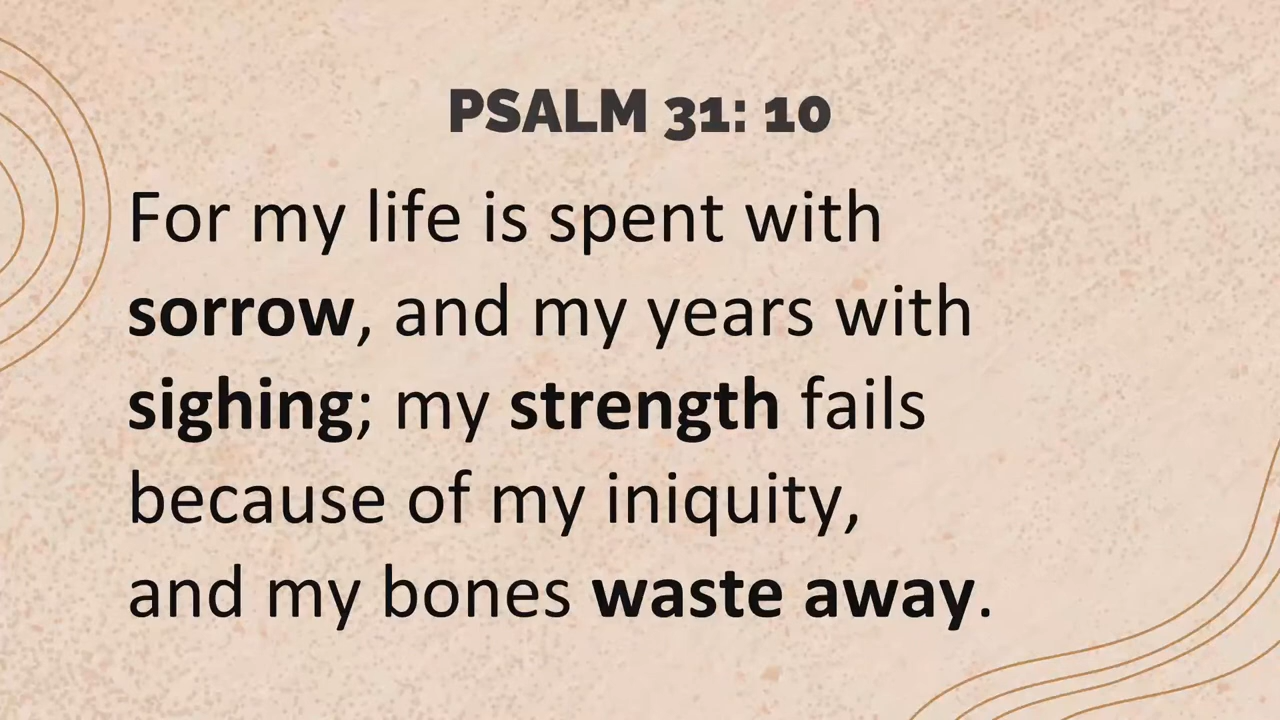 PSALM 31: 10
For my life is spent with
sorrow, and my years with
sighing; my strength fails
because of my iniquity,
and my bones waste away.